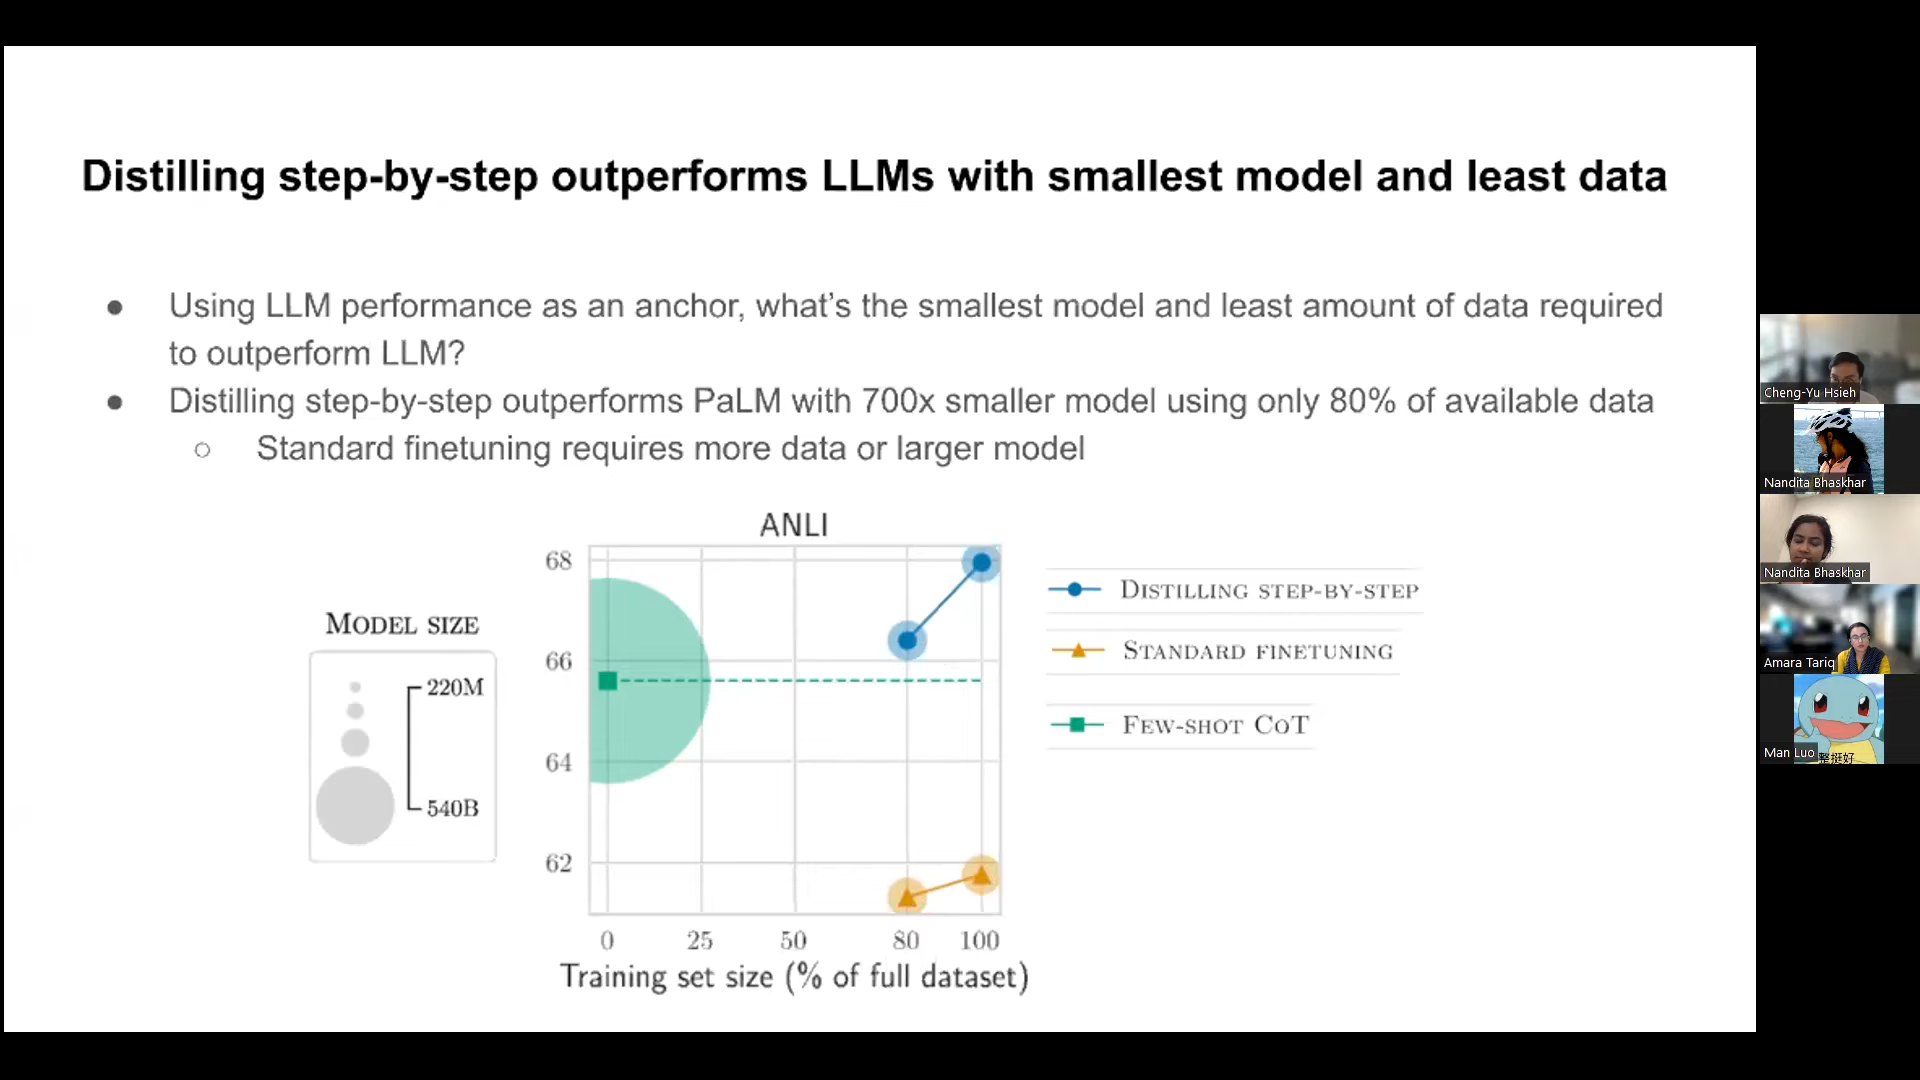 Distilling step-by-step outperforms LLMs with smallest model and least data
● Using LLM performance as an anchor, what's the smallest model and least amount of data required
to outperform LLM?
● Distilling step-by-step outperforms PaLM with 700x smaller model using only 80% of available data
○ Standard finetuning requires more data or larger model
MODEL SIZE
220M
540B
ANLI
68
66
64
62
0 25 50 80 100
Training set size (% of full dataset)
DISTILLING STEP-BY-STEP
STANDARD FINETUNING
FEW-SHOT COT
Cheng-Yu Hsieh
Nandita Bhaskhar
Nandita Bhaskhar
Amara Tariq
Man Luo
整挺好